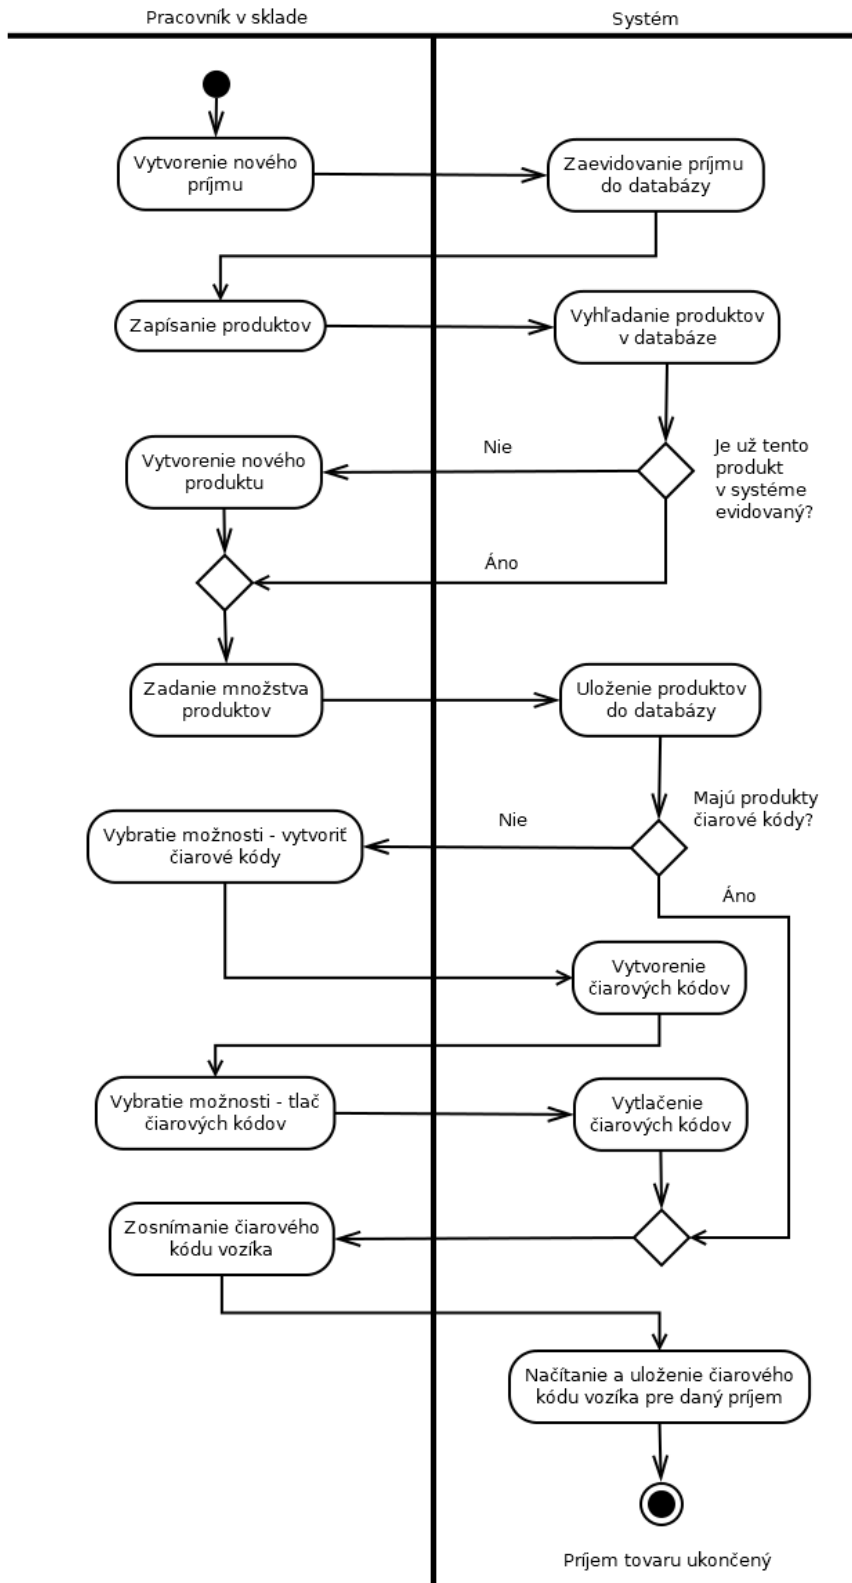 Pracovník v sklade
Systém
Vytvorenie nového
príjmu
Zaevidovanie príjmu
do databázy
Zapísanie produktov
Vyhľadanie produktov
v databáze
Je už tento
produkt
v systéme
evidovaný?
Nie
Vytvorenie nového
produktu
Áno
Zadanie množstva
produktov
Uloženie produktov
do databázy
Majú produkty
čiarové kódy?
Nie
Vybratie možnosti - vytvoriť
čiarové kódy
Áno
Vytvorenie
čiarových kódov
Vybratie možnosti - tlač
čiarových kódov
Vytlačenie
čiarových kódov
Zosnímanie čiarového
kódu vozíka
Načítanie a uloženie čiarového
kódu vozíka pre daný príjem
Príjem tovaru ukončený